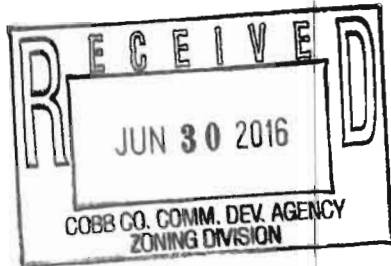 RECEIVED
JUN 30 2016
COBB CO. COMM. DEV. AGENCY
ZONING DIVISION